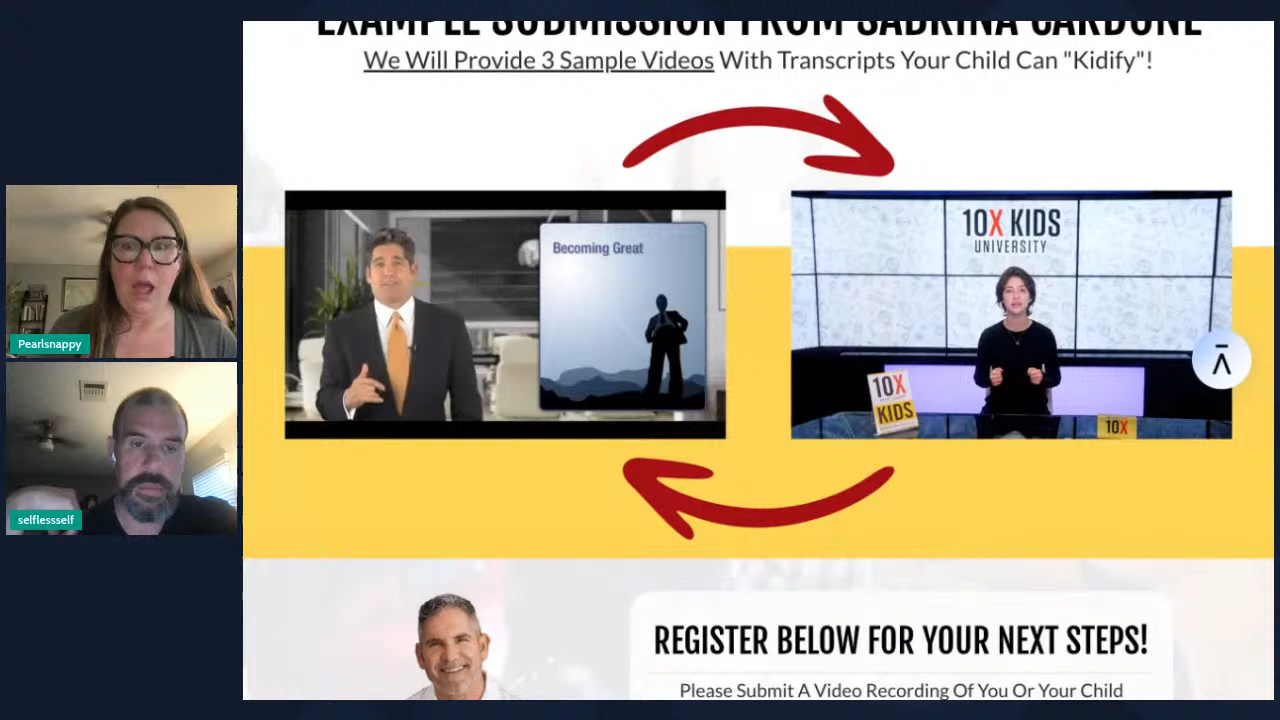 EXAMPLE SUBMISSION FROM SABRINA CARDONE
We Will Provide 3 Sample Videos With Transcripts Your Child Can "Kidify"!
Becoming Great
10X KIDS
UNIVERSITY
10X
KIDS
10X
Pearlsnappy
selflessself
REGISTER BELOW FOR YOUR NEXT STEPS!
Please Submit A Video Recording Of You Or Your Child